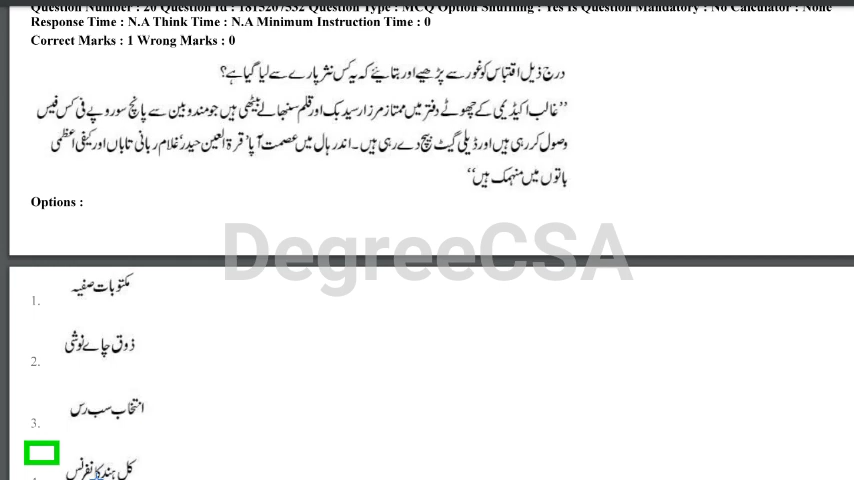 Question Number : 20 Question Id : 1815207552 Question Type : MCQ Option Shuffling : Yes Is Question Mandatory : No Calculator : None
Response Time : N.A Think Time : N.A Minimum Instruction Time : 0
Correct Marks : 1 Wrong Marks : 0
درج ذیل اقتباس کو غور سے پڑھیے اور بتائیے کہ یہ کس نثر پارے سے لیا گیا ہے؟
’’غالب اکیڈیمی کے چھوٹے دفتر میں ممتاز مرزا رسید بک اور قلم سنبھالے بیٹھی ہیں جو مندوبین سے پانچ سو روپے فی کس فیس
وصول کر رہی ہیں اور ڈیلی گیٹ بیچ دے رہی ہیں۔ اندر ہال میں عصمت آپا، قرۃ العین حیدر، غلام ربانی تاباں اور کیفی اعظمی
باتوں میں منہمک ہیں‘‘
Options :
DegreeCSA
1. مکتوبات صفیہ
2. ذوق چاے نوشی
3. انتخاب سب رس
کل ہند کانفرنس